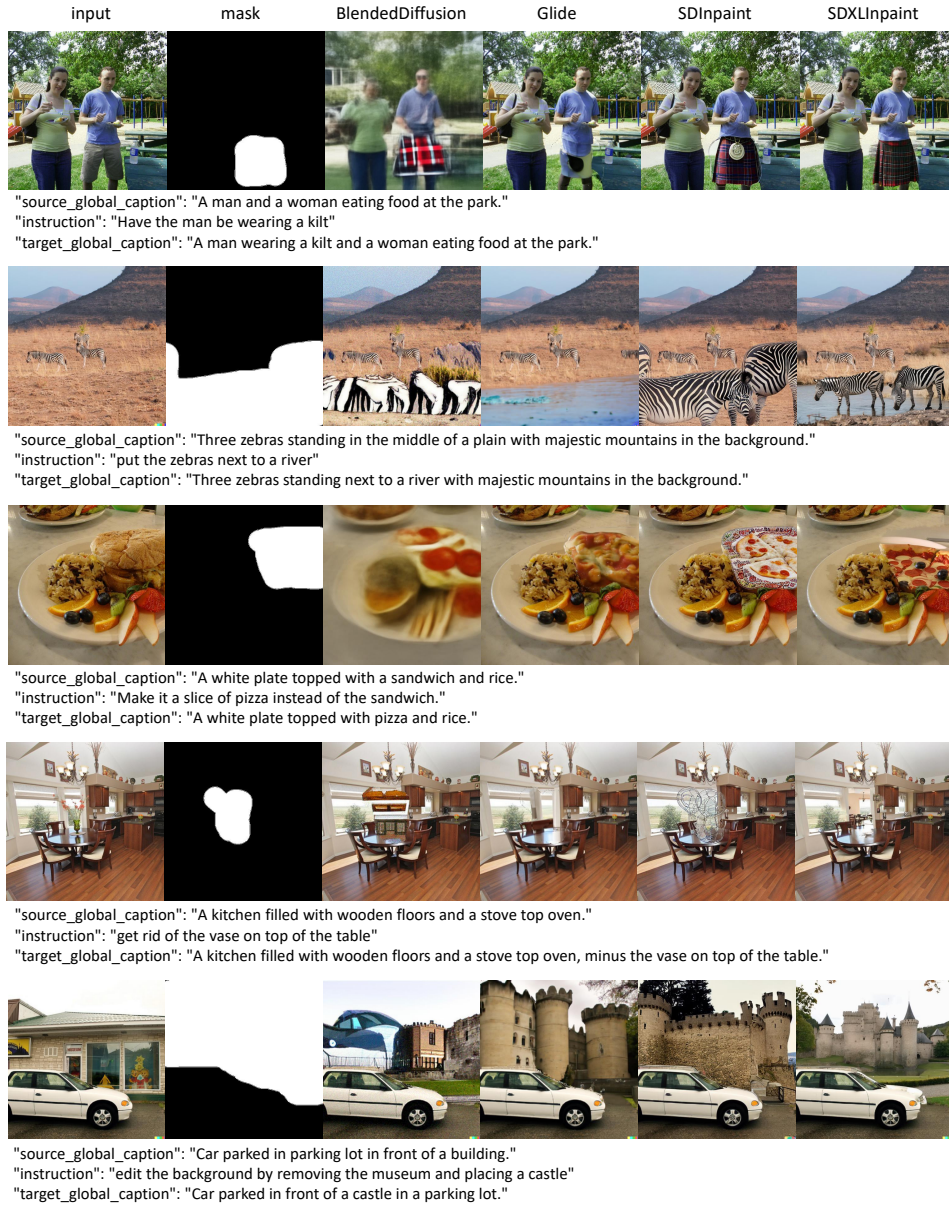 input mask BlendedDiffusion Glide SDInpaint SDXLInpaint
"source_global_caption": "A man and a woman eating food at the park."
"instruction": "Have the man be wearing a kilt"
"target_global_caption": "A man wearing a kilt and a woman eating food at the park."
"source_global_caption": "Three zebras standing in the middle of a plain with majestic mountains in the background."
"instruction": "put the zebras next to a river"
"target_global_caption": "Three zebras standing next to a river with majestic mountains in the background."
"source_global_caption": "A white plate topped with a sandwich and rice."
"instruction": "Make it a slice of pizza instead of the sandwich."
"target_global_caption": "A white plate topped with pizza and rice."
"source_global_caption": "A kitchen filled with wooden floors and a stove top oven."
"instruction": "get rid of the vase on top of the table"
"target_global_caption": "A kitchen filled with wooden floors and a stove top oven, minus the vase on top of the table."
"source_global_caption": "Car parked in parking lot in front of a building."
"instruction": "edit the background by removing the museum and placing a castle"
"target_global_caption": "Car parked in front of a castle in a parking lot."